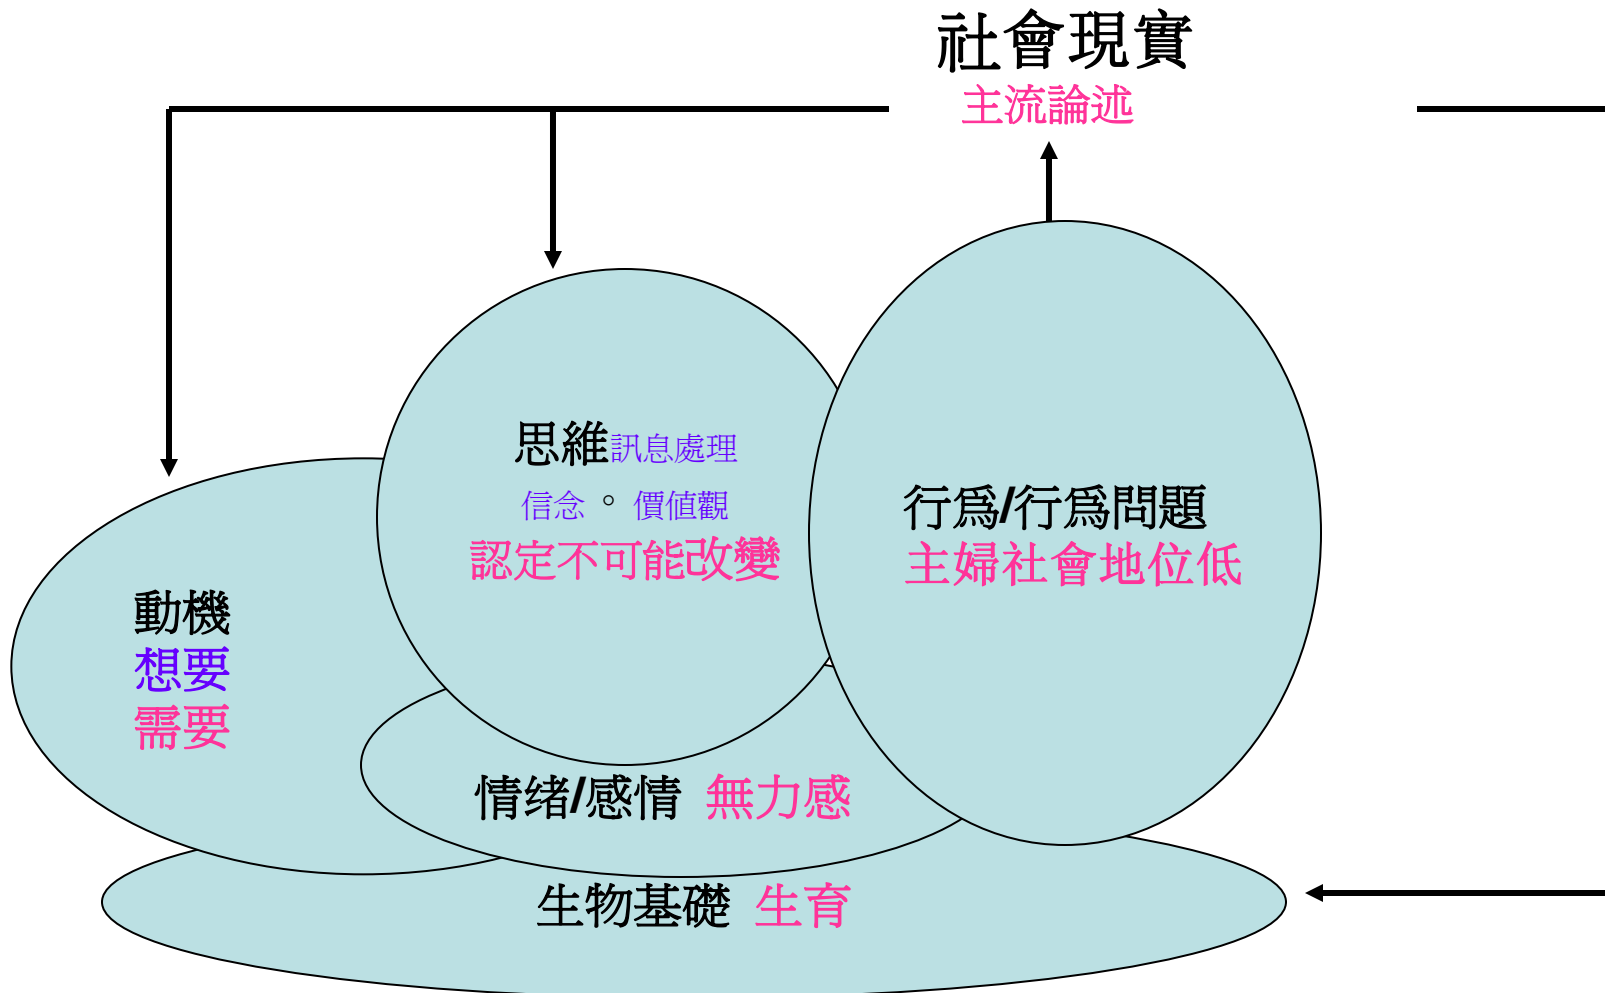 社會現實
主流論述
思維訊息處理
信念。價值觀
認定不可能改變
行為/行為問題
主婦社會地位低
動機
想要
需要
情绪/感情 無力感
生物基礎 生育